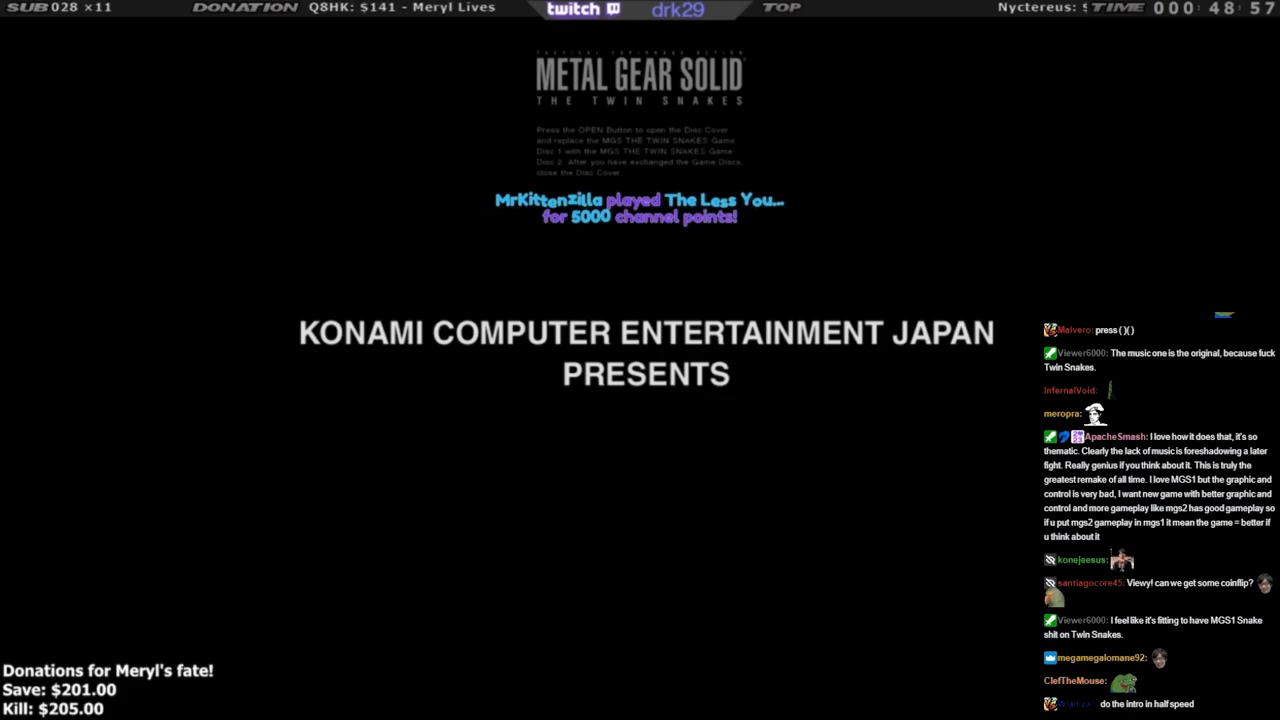 SUB 028 ×11 DONATION Q8HK: $141 - Meryl Lives twitch drk29 TOP Nyctereus: $ TIME 000:48:57
TACTICAL ESPIONAGE ACTION
METAL GEAR SOLID
THE TWIN SNAKES
Press the OPEN Button to open the Disc Cover
and replace the MGS THE TWIN SNAKES Game
Disc 1 with the MGS THE TWIN SNAKES Game
Disc 2. After you have exchanged the Game Discs,
close the Disc Cover
MrKittenzilla played The Less You...
for 5000 channel points!
KONAMI COMPUTER ENTERTAINMENT JAPAN
PRESENTS
Malvero: press ( )( )
Viewer6000: The music one is the original, because fuck
Twin Snakes.
InfernalVoid:
meropra:
ApacheSmash: I love how it does that, it's so
thematic. Clearly the lack of music is foreshadowing a later
fight. Really genius if you think about it. This is truly the
greatest remake of all time. I love MGS1 but the graphic and
control is very bad, I want new game with better graphic and
control and more gameplay like mgs2 has good gameplay so
if u put mgs2 gameplay in mgs1 it mean the game = better if
u think about it
konejeesus:
santiagocore45: Viewy! can we get some coinflip?
Viewer6000: I feel like it's fitting to have MGS1 Snake
shit on Twin Snakes.
megamegalomane92:
ClefTheMouse:
do the intro in half speed
Donations for Meryl's fate!
Save: $201.00
Kill: $205.00